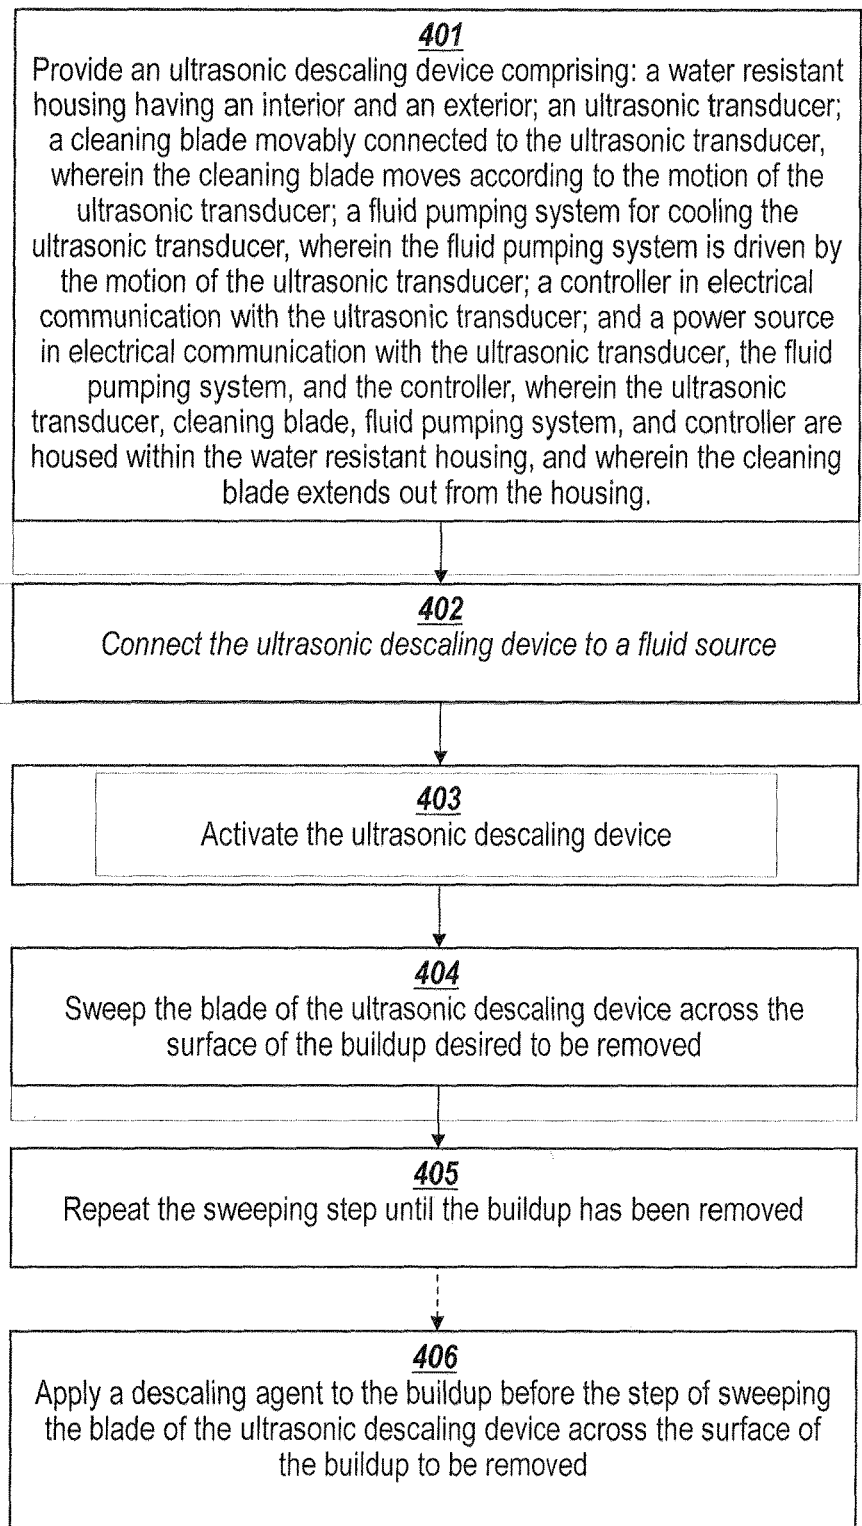 401
Provide an ultrasonic descaling device comprising: a water resistant
housing having an interior and an exterior; an ultrasonic transducer;
a cleaning blade movably connected to the ultrasonic transducer,
wherein the cleaning blade moves according to the motion of the
ultrasonic transducer; a fluid pumping system for cooling the
ultrasonic transducer, wherein the fluid pumping system is driven by
the motion of the ultrasonic transducer; a controller in electrical
communication with the ultrasonic transducer; and a power source
in electrical communication with the ultrasonic transducer, the fluid
pumping system, and the controller, wherein the ultrasonic
transducer, cleaning blade, fluid pumping system, and controller are
housed within the water resistant housing, and wherein the cleaning
blade extends out from the housing.
402
Connect the ultrasonic descaling device to a fluid source
403
Activate the ultrasonic descaling device
404
Sweep the blade of the ultrasonic descaling device across the
surface of the buildup desired to be removed
405
Repeat the sweeping step until the buildup has been removed
406
Apply a descaling agent to the buildup before the step of sweeping
the blade of the ultrasonic descaling device across the surface of
the buildup to be removed